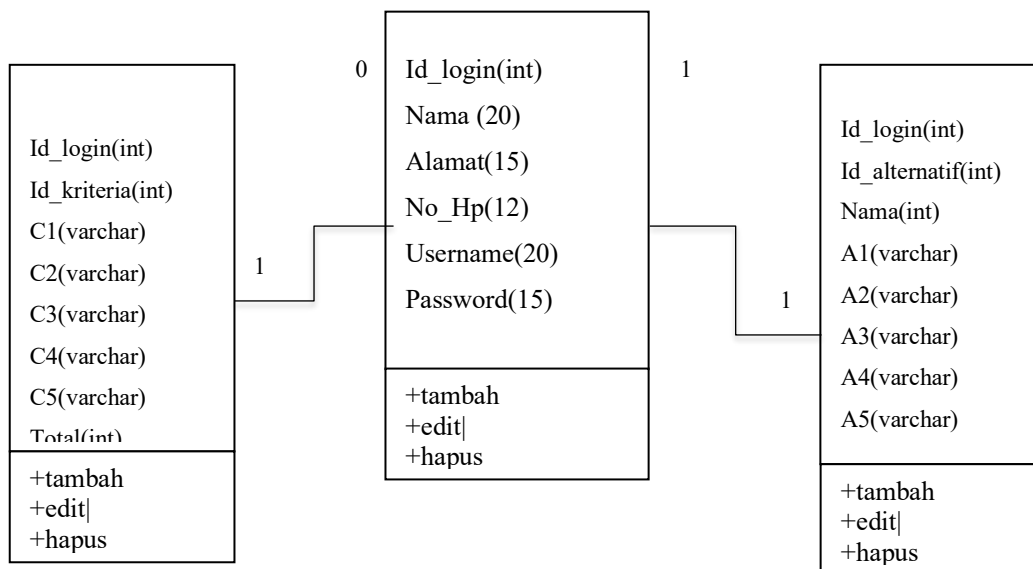 Id_login(int)
Id_kriteria(int)
C1(varchar)
C2(varchar)
C3(varchar)
C4(varchar)
C5(varchar)
Total(int)
+tambah
+edit|
+hapus
0
1
Id_login(int)
Nama (20)
Alamat(15)
No_Hp(12)
Username(20)
Password(15)
+tambah
+edit|
+hapus
1
1
Id_login(int)
Id_alternatif(int)
Nama(int)
A1(varchar)
A2(varchar)
A3(varchar)
A4(varchar)
A5(varchar)
+tambah
+edit|
+hapus